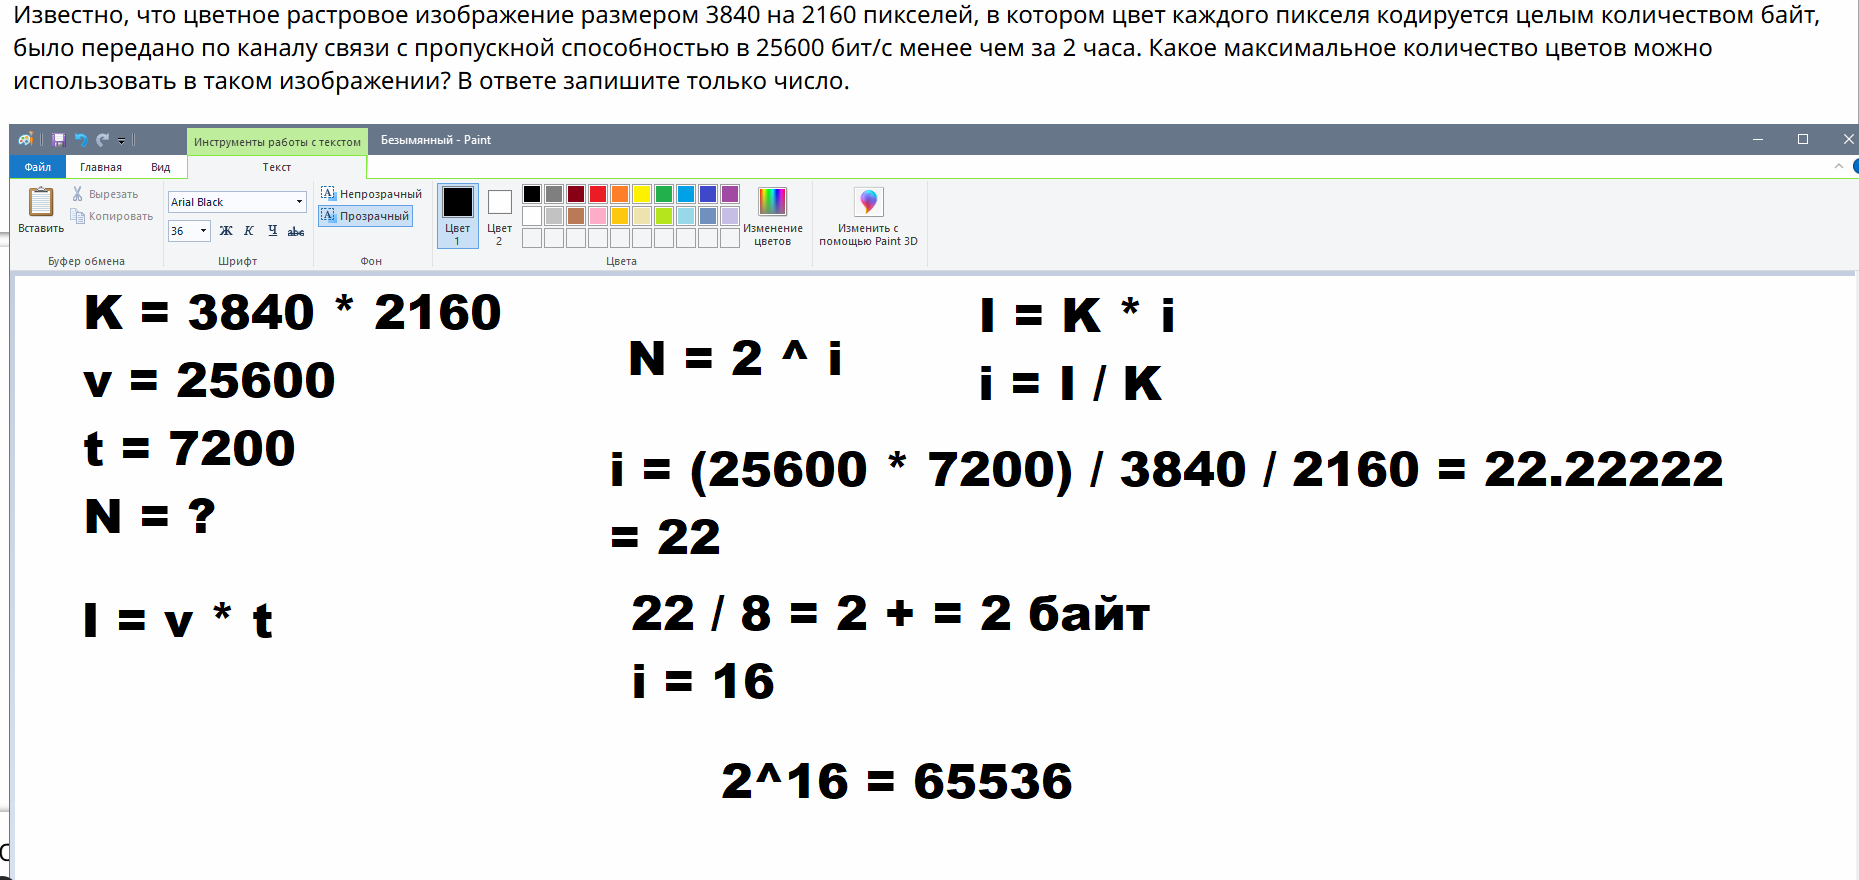 Известно, что цветное растровое изображение размером 3840 на 2160 пикселей, в котором цвет каждого пикселя кодируется целым количеством байт,
было передано по каналу связи с пропускной способностью в 25600 бит/с менее чем за 2 часа. Какое максимальное количество цветов можно
использовать в таком изображении? В ответе запишите только число.
Инструменты работы с текстом
Безымянный - Paint
Файл Главная Вид Текст
Вставить
Вырезать
Копировать
Буфер обмена
Arial Black
36 Ж К Ч abc
Шрифт
Непрозрачный
Прозрачный
Фон
Цвет 1
Цвет 2
Цвета
Изменение цветов
Изменить с помощью Paint 3D
K = 3840 * 2160
v = 25600
t = 7200
N = ?
I = v * t
N = 2 ^ i
I = K * i
i = I / K
i = (25600 * 7200) / 3840 / 2160 = 22.22222
= 22
22 / 8 = 2 + = 2 байт
i = 16
2^16 = 65536